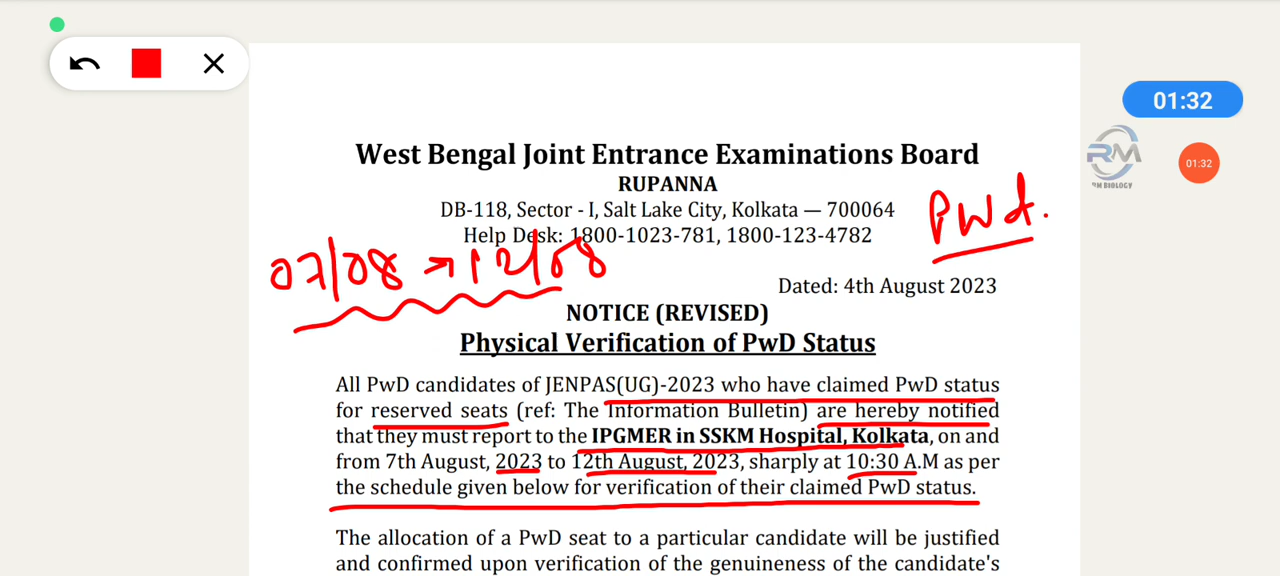 01:32
West Bengal Joint Entrance Examinations Board
RM
01:32
RUPANNA
RM BIOLOGY
DB-118, Sector - I, Salt Lake City, Kolkata — 700064
PWd.
Help Desk: 1800-1023-781, 1800-123-4782
07/08 → 12/08
Dated: 4th August 2023
NOTICE (REVISED)
Physical Verification of PwD Status
All PwD candidates of JENPAS(UG)-2023 who have claimed PwD status
for reserved seats (ref: The Information Bulletin) are hereby notified
that they must report to the IPGMER in SSKM Hospital, Kolkata, on and
from 7th August, 2023 to 12th August, 2023, sharply at 10:30 A.M as per
the schedule given below for verification of their claimed PwD status.
The allocation of a PwD seat to a particular candidate will be justified
and confirmed upon verification of the genuineness of the candidate's